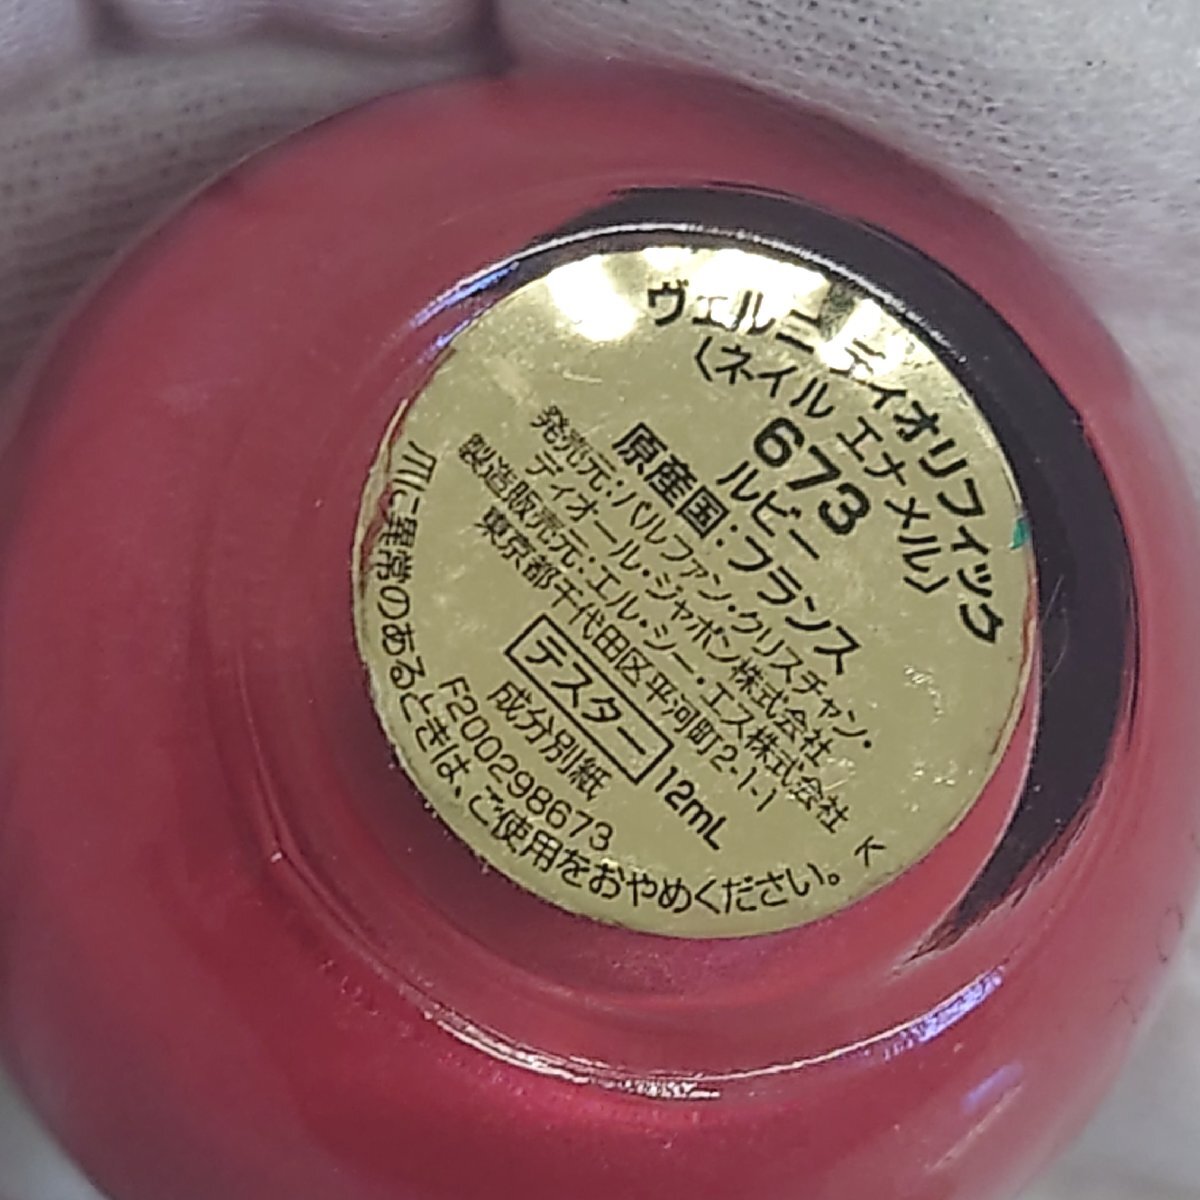 ヴェルニ ディオリフィック
〈ネイル エナメル〉
673
ルビー
原産国：フランス
発売元：パルファン・クリスチャン・
ディオール・ジャポン株式会社
製造販売元：エル・シー・エス株式会社
東京都千代田区平河町2-1-1
テスター 12mL
成分別紙
F200298673
爪に異常のあるときは、ご使用をおやめください。 K